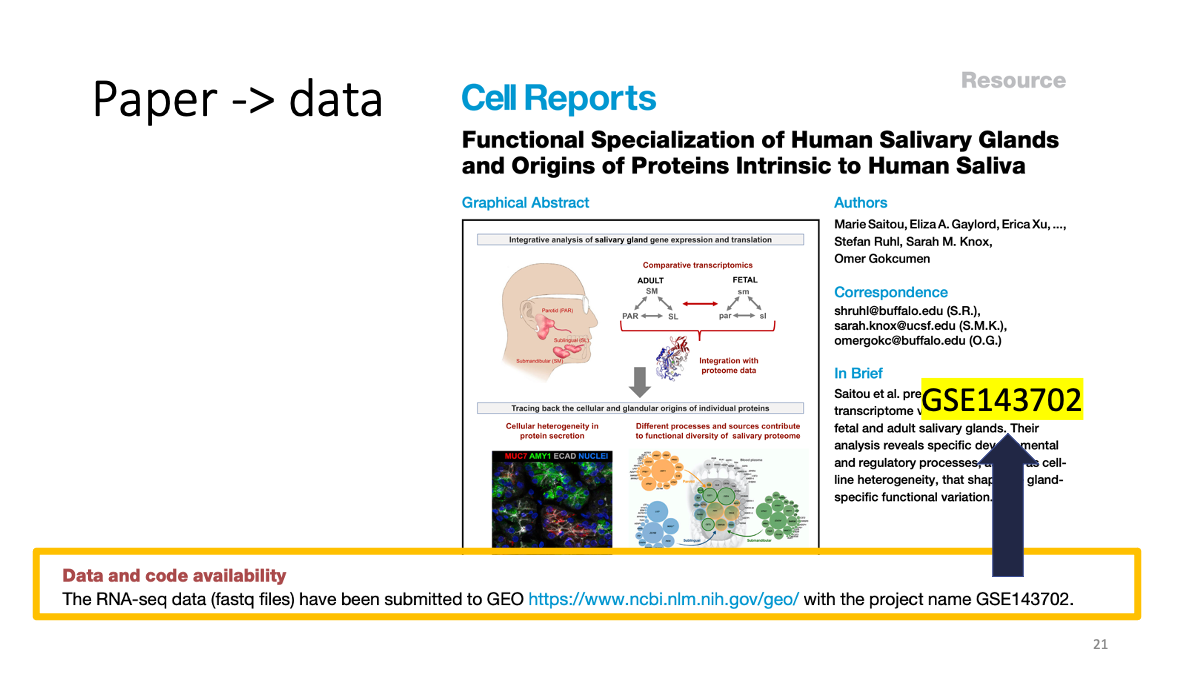 Paper -> data
Resource
Cell Reports
Functional Specialization of Human Salivary Glands
and Origins of Proteins Intrinsic to Human Saliva
Graphical Abstract
Integrative analysis of salivary gland gene expression and translation
Comparative transcriptomics
ADULT
FETAL
SM
sm
PAR
SL
par
sl
Parotid (PAR)
Sublingual (SL)
Submandibular (SM)
Integration with
proteome data
Tracing back the cellular and glandular origins of individual proteins
Cellular heterogeneity in
protein secretion
Different processes and sources contribute
to functional diversity of salivary proteome
MUC7 AMY1 ECAD NUCLEI
Sublingual
Submandibular
Authors
Marie Saitou, Eliza A. Gaylord, Erica Xu, ...,
Stefan Ruhl, Sarah M. Knox,
Omer Gokcumen
Correspondence
shruhl@buffalo.edu (S.R.),
sarah.knox@ucsf.edu (S.M.K.),
omergokc@buffalo.edu (O.G.)
In Brief
Saitou et al. pre
GSE143702
transcriptome
fetal and adult salivary glands. Their
analysis reveals specific dev mental
and regulatory processes, as cell-
line heterogeneity, that shap gland-
specific functional variation.
Data and code availability
The RNA-seq data (fastq files) have been submitted to GEO https://www.ncbi.nlm.nih.gov/geo/ with the project name GSE143702.
21